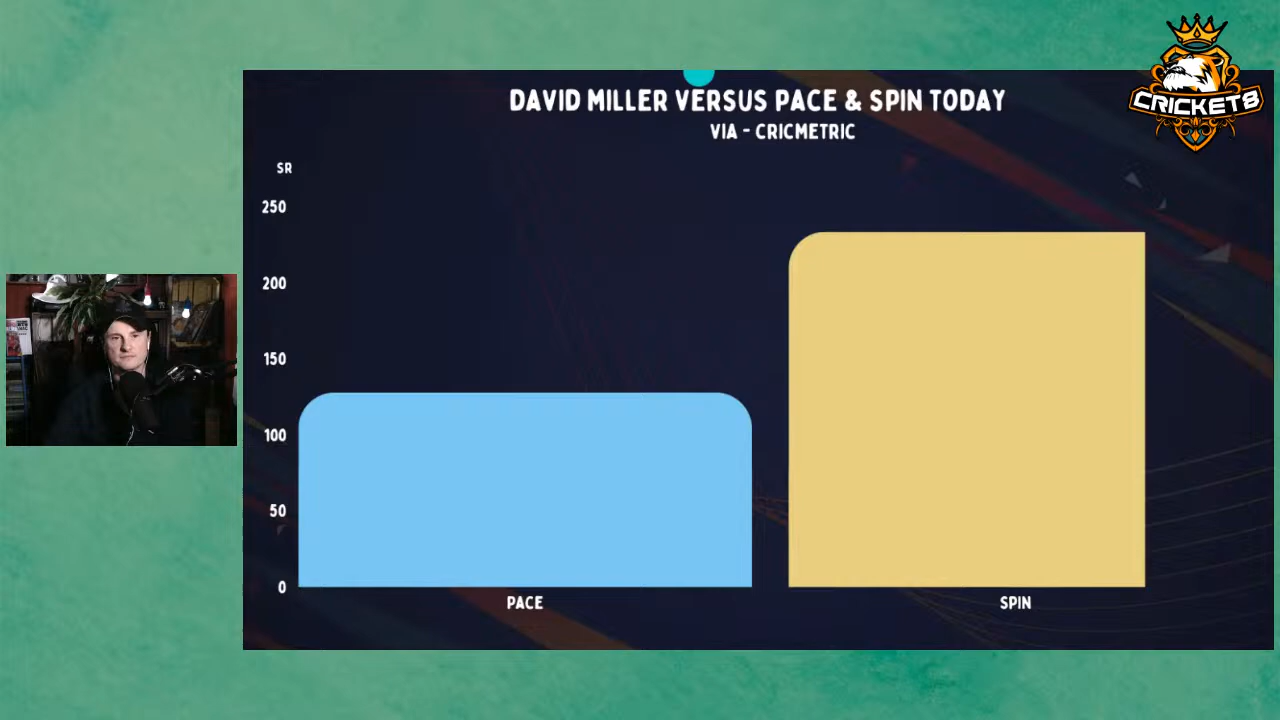 DAVID MILLER VERSUS PACE & SPIN TODAY
VIA - CRICMETRIC
CRICKET8
SR
250
200
150
100
50
0
PACE
SPIN